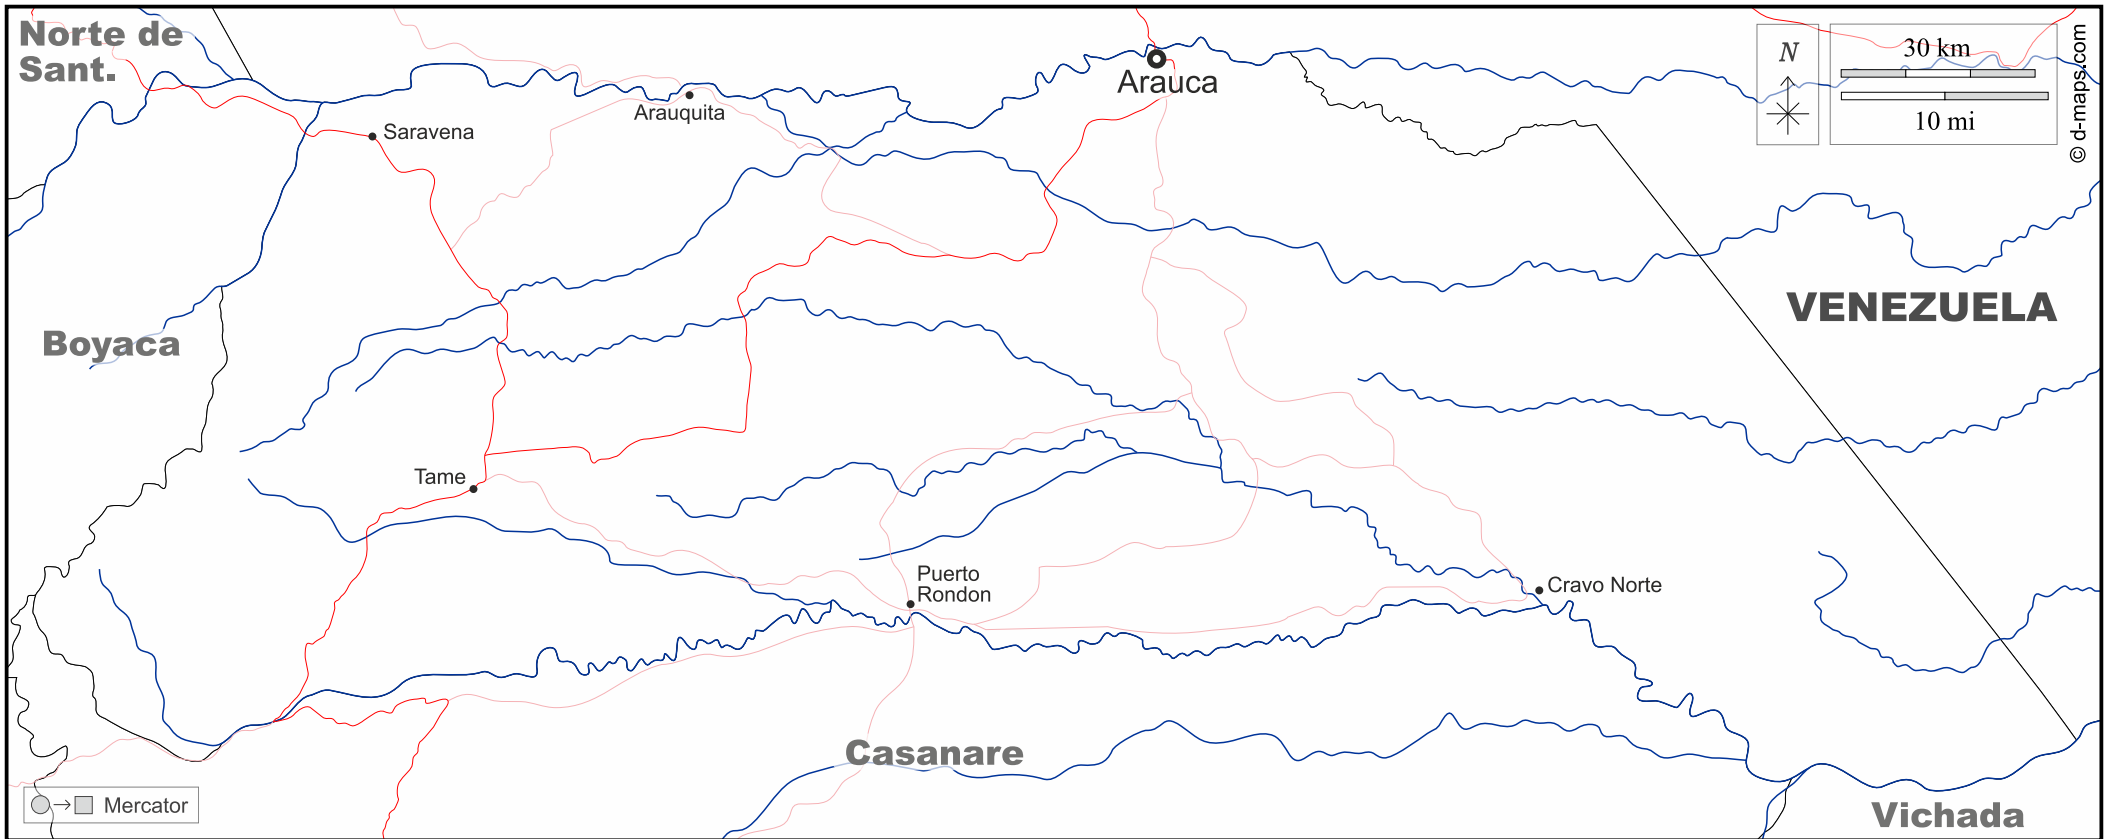 Norte de
Sant.
Arauca
N
30 km
10 mi
© d-maps.com
Arauquita
Saravena
VENEZUELA
Boyaca
Tame
Puerto
Rondon
Cravo Norte
Casanare
Mercator
Vichada